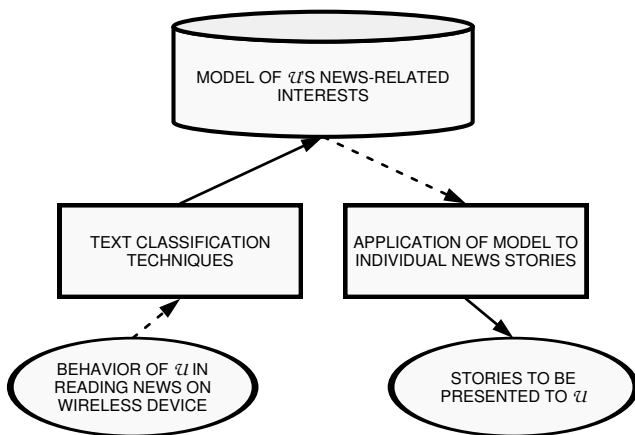 MODEL OF 𝒰'S NEWS-RELATED
INTERESTS
TEXT CLASSIFICATION
TECHNIQUES
APPLICATION OF MODEL TO
INDIVIDUAL NEWS STORIES
BEHAVIOR OF 𝒰 IN
READING NEWS ON
WIRELESS DEVICE
STORIES TO BE
PRESENTED TO 𝒰